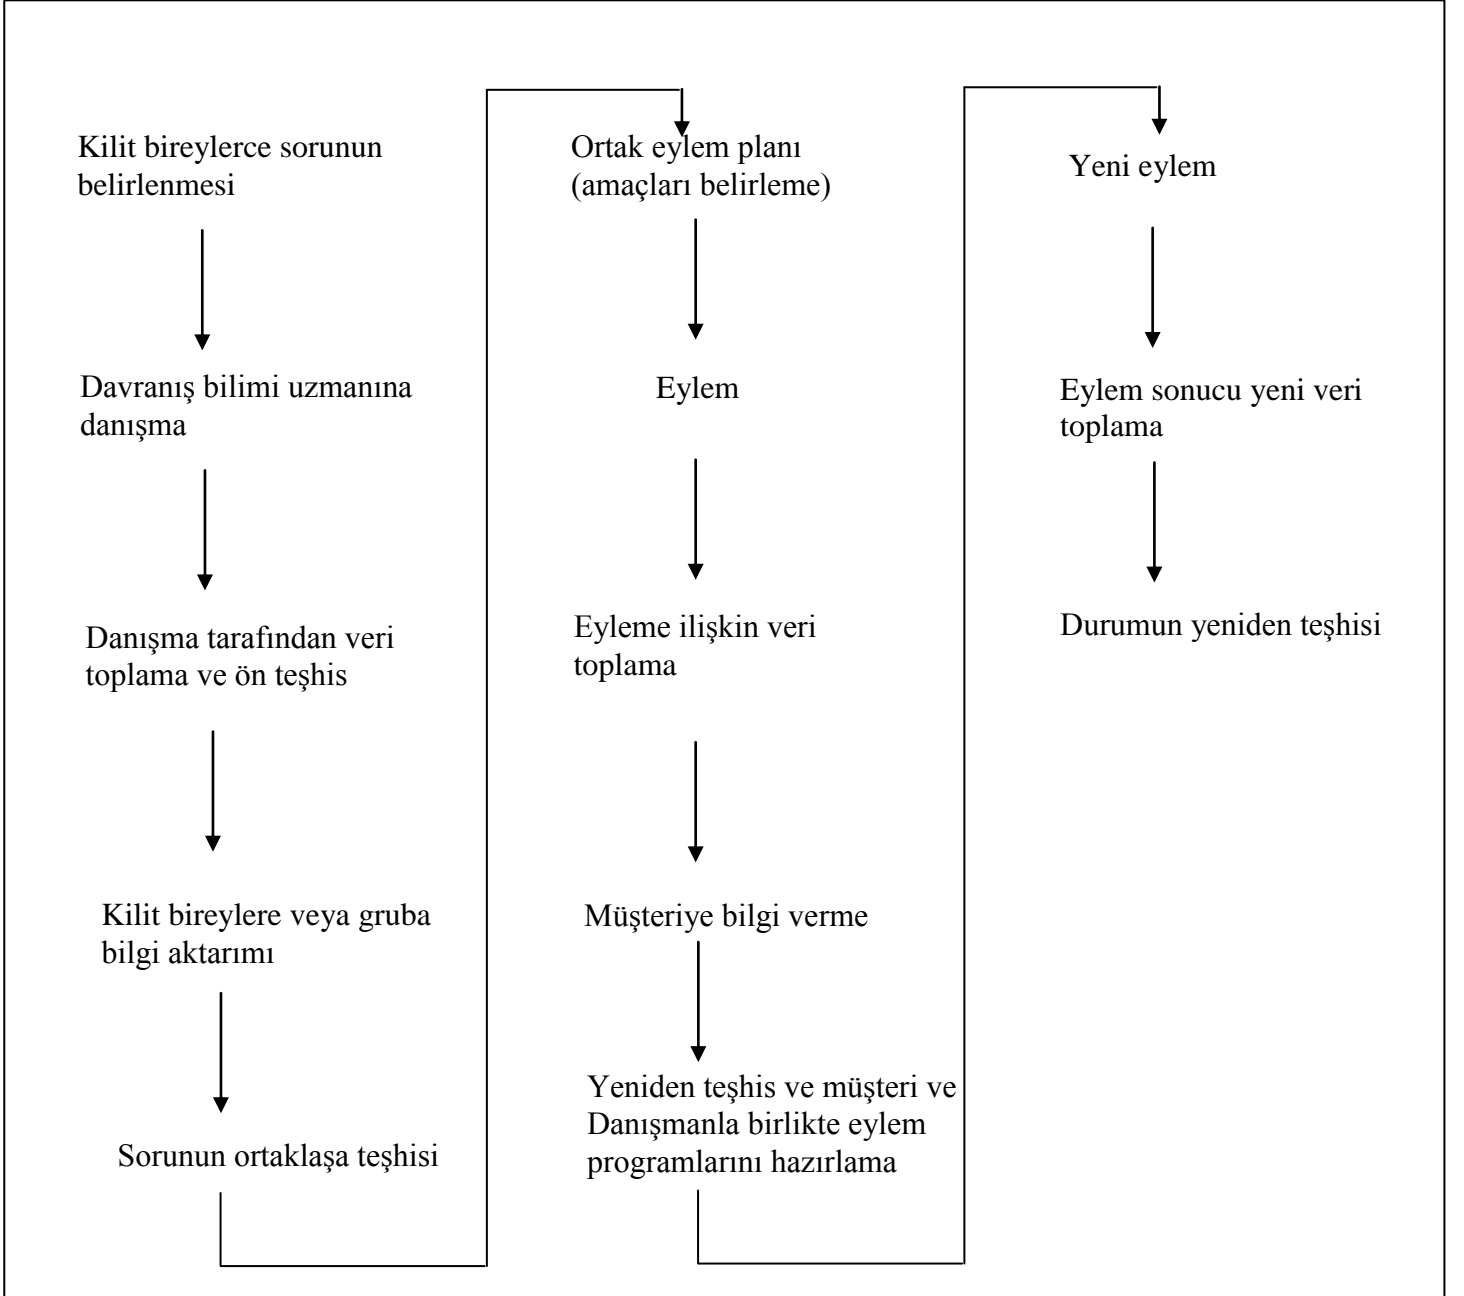 Kilit bireylerce sorunun
belirlenmesi
Davranış bilimi uzmanına
danışma
Danışma tarafından veri
toplama ve ön teşhis
Kilit bireylere veya gruba
bilgi aktarımı
Sorunun ortaklaşa teşhisi
Ortak eylem planı
(amaçları belirleme)
Eylem
Eyleme ilişkin veri
toplama
Müşteriye bilgi verme
Yeniden teşhis ve müşteri ve
Danışmanla birlikte eylem
programlarını hazırlama
Yeni eylem
Eylem sonucu yeni veri
toplama
Durumun yeniden teşhisi